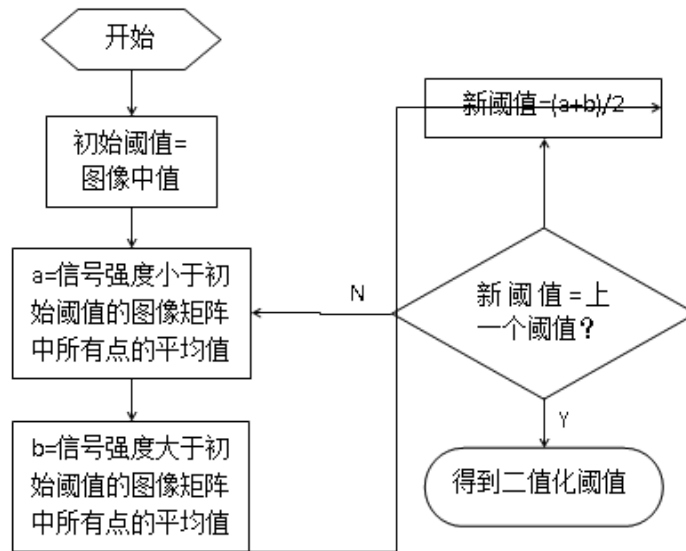 开始
初始阈值=
图像中值
a=信号强度小于初
始阈值的图像矩阵
中所有点的平均值
b=信号强度大于初
始阈值的图像矩阵
中所有点的平均值
新阈值=(a+b)/2
N
新阈值=上
一个阈值？
Y
得到二值化阈值